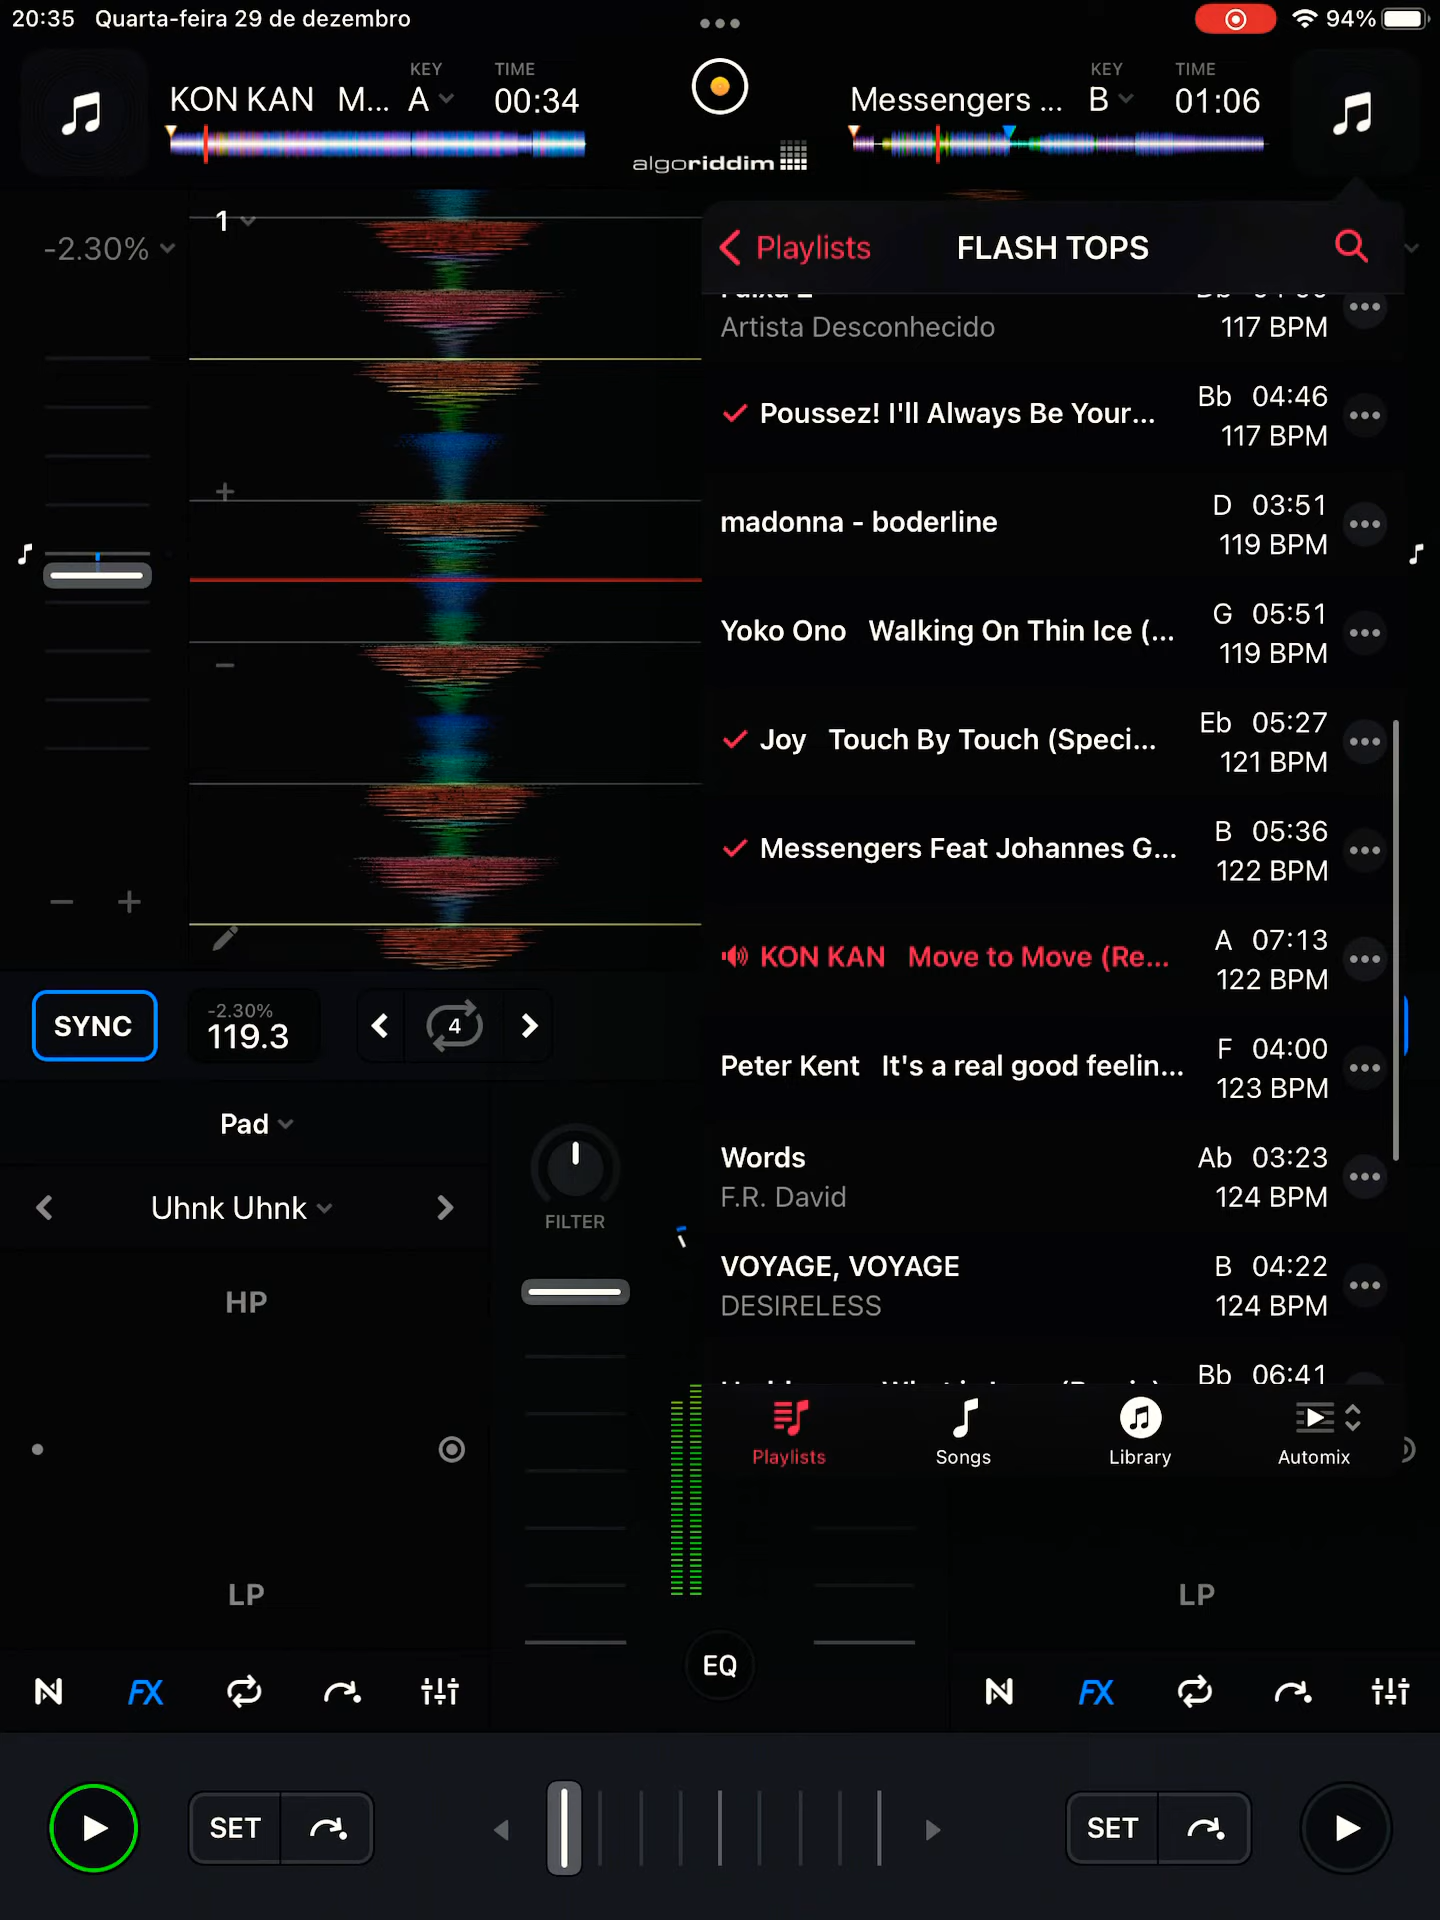 20:35 Quarta-feira 29 de dezembro
94%
KEY TIME
KON KAN M... A 00:34
KEY TIME
Messengers ... B 01:06
algoriddim
-2.30%
1
Playlists FLASH TOPS
Artista Desconhecido 117 BPM
Poussez! I'll Always Be Your... Bb 04:46
117 BPM
madonna - boderline D 03:51
119 BPM
Yoko Ono Walking On Thin Ice (... G 05:51
119 BPM
Joy Touch By Touch (Speci... Eb 05:27
121 BPM
Messengers Feat Johannes G... B 05:36
122 BPM
KON KAN Move to Move (Re... A 07:13
122 BPM
Peter Kent It's a real good feelin... F 04:00
123 BPM
Words Ab 03:23
F.R. David 124 BPM
VOYAGE, VOYAGE B 04:22
DESIRELESS 124 BPM
Bb 06:41
Playlists Songs Library Automix
SYNC
-2.30%
119.3
4
Pad
Uhnk Uhnk
FILTER
HP
LP
LP
EQ
FX
FX
SET
SET